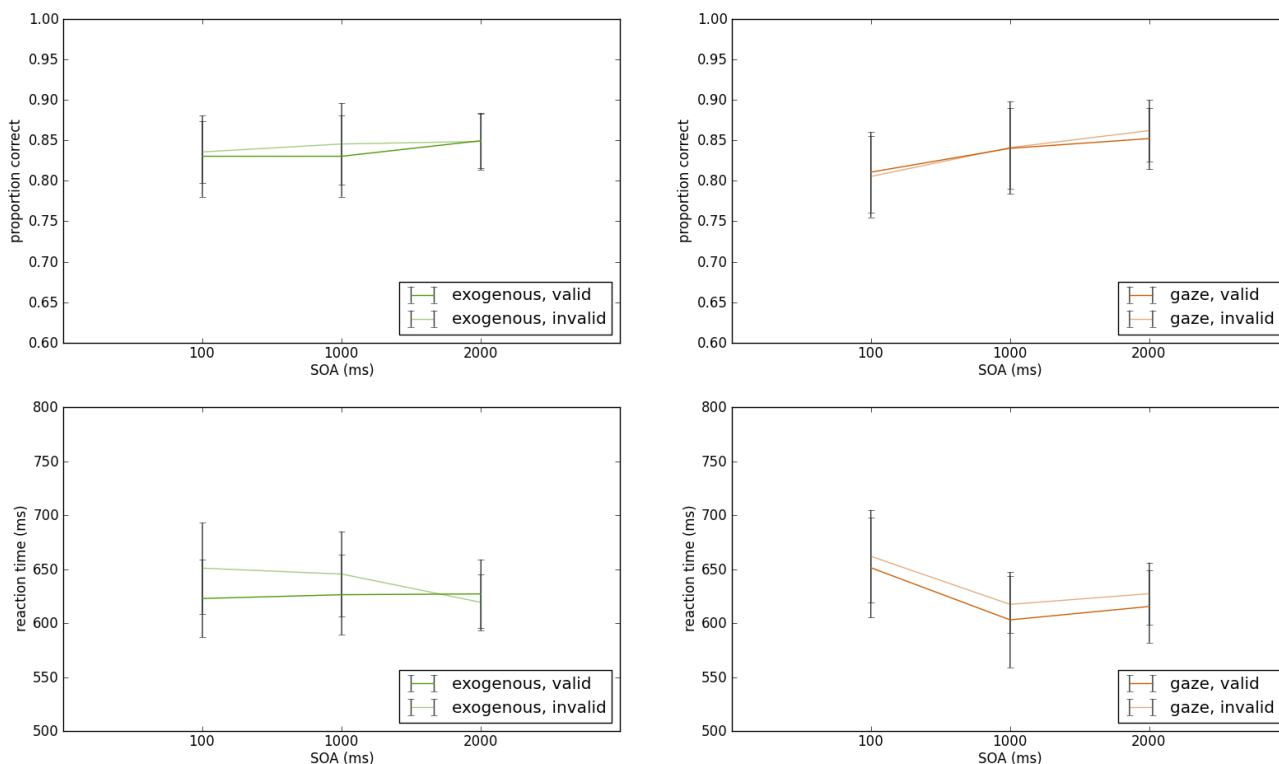 1.00
0.95
0.90
0.85
0.80
0.75
0.70
0.65
0.60
proportion correct
100 1000 2000
SOA (ms)
exogenous, valid
exogenous, invalid
1.00
0.95
0.90
0.85
0.80
0.75
0.70
0.65
0.60
proportion correct
100 1000 2000
SOA (ms)
gaze, valid
gaze, invalid
800
750
700
650
600
550
500
reaction time (ms)
100 1000 2000
SOA (ms)
exogenous, valid
exogenous, invalid
800
750
700
650
600
550
500
reaction time (ms)
100 1000 2000
SOA (ms)
gaze, valid
gaze, invalid